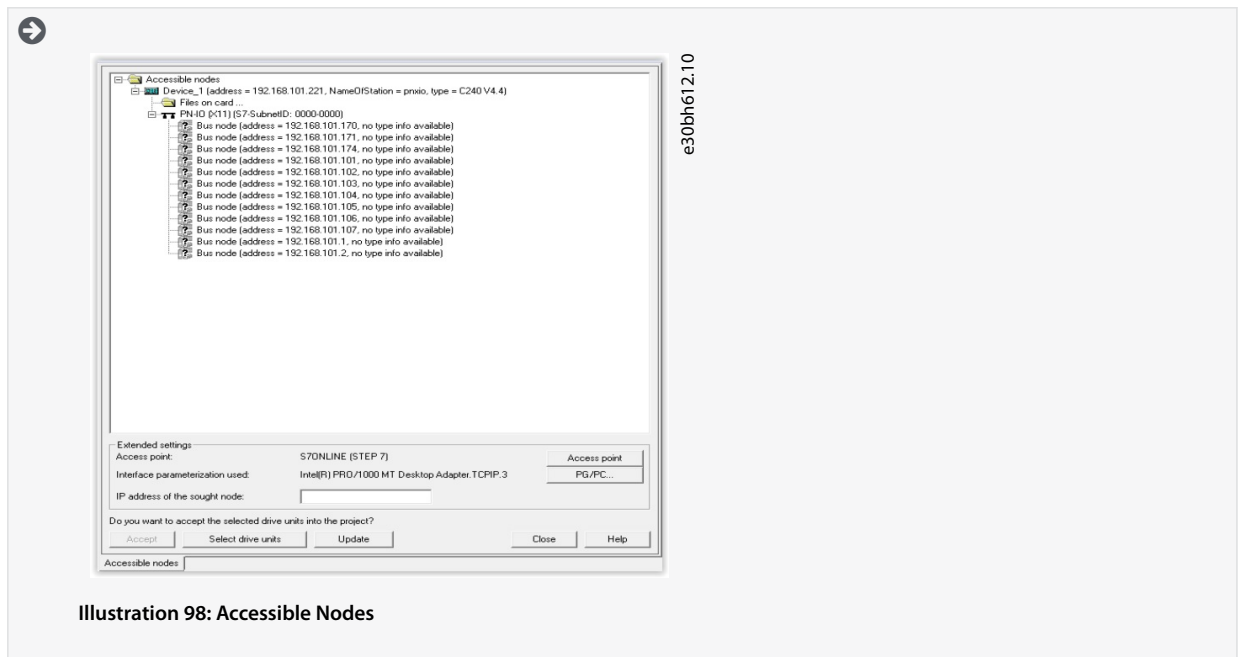 Accessible nodes
Device_1 (address = 192.168.101.221, NameOfStation = pnxio, type = C240 V4.4)
Files on card ...
PN-IO (X11) (S7-SubnetID: 0000-0000)
Bus node (address = 192.168.101.170, no type info available)
Bus node (address = 192.168.101.171, no type info available)
Bus node (address = 192.168.101.174, no type info available)
Bus node (address = 192.168.101.101, no type info available)
Bus node (address = 192.168.101.102, no type info available)
Bus node (address = 192.168.101.103, no type info available)
Bus node (address = 192.168.101.104, no type info available)
Bus node (address = 192.168.101.105, no type info available)
Bus node (address = 192.168.101.106, no type info available)
Bus node (address = 192.168.101.107, no type info available)
Bus node (address = 192.168.101.1, no type info available)
Bus node (address = 192.168.101.2, no type info available)
Extended settings
Access point: S7ONLINE (STEP 7) Access point
Interface parameterization used: Intel(R) PRO/1000 MT Desktop Adapter.TCPIP.3 PG/PC...
IP address of the sought node:
Do you want to accept the selected drive units into the project?
Accept Select drive units Update Close Help
Accessible nodes
e30bh612.10
Illustration 98: Accessible Nodes